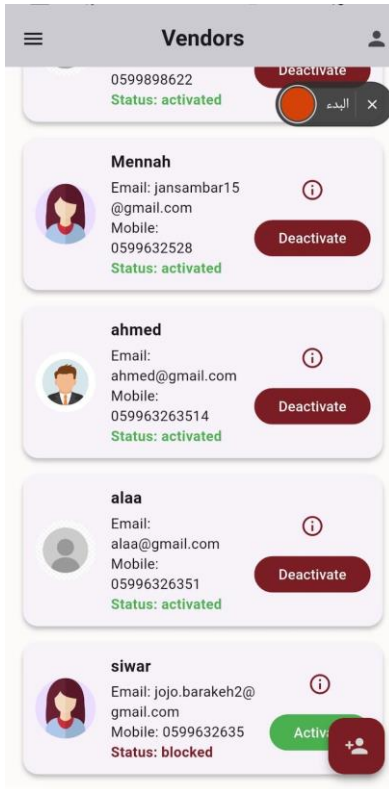 Vendors
0599898622
Deactivate
Status: activated
البدء
Mennah
Email: jansambar15
@gmail.com
Mobile:
0599632528
Status: activated
Deactivate
ahmed
Email:
ahmed@gmail.com
Mobile:
059963263514
Status: activated
Deactivate
alaa
Email:
alaa@gmail.com
Mobile:
05996326351
Status: activated
Deactivate
siwar
Email: jojo.barakeh2@
gmail.com
Mobile: 0599632635
Status: blocked